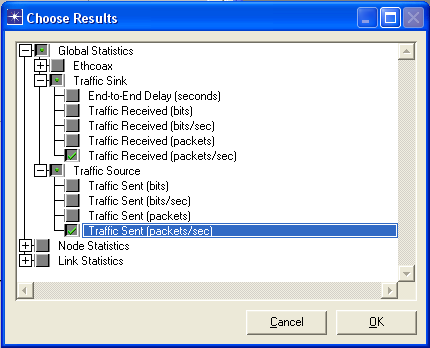 Choose Results
Global Statistics
Ethcoax
Traffic Sink
End-to-End Delay (seconds)
Traffic Received (bits)
Traffic Received (bits/sec)
Traffic Received (packets)
Traffic Received (packets/sec)
Traffic Source
Traffic Sent (bits)
Traffic Sent (bits/sec)
Traffic Sent (packets)
Traffic Sent (packets/sec)
Node Statistics
Link Statistics
Cancel OK